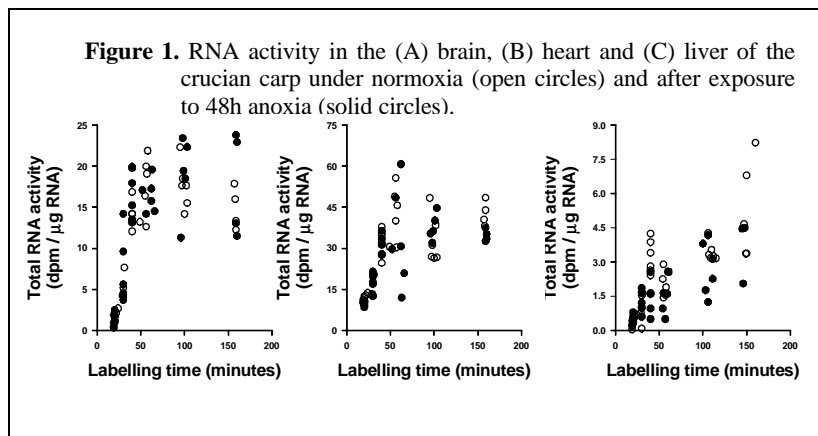 Figure 1. RNA activity in the (A) brain, (B) heart and (C) liver of the
crucian carp under normoxia (open circles) and after exposure
to 48h anoxia (solid circles).
Total RNA activity
(dpm / µg RNA)
25
20
15
10
5
0
0 50 100 150 200
Labelling time (minutes)
Total RNA activity
(dpm / µg RNA)
75
60
45
30
15
0
0 50 100 150 200
Labelling time (minutes)
Total RNA activity
(dpm / µg RNA)
9.0
7.5
6.0
4.5
3.0
1.5
0.0
0 50 100 150 200
Labelling time (minutes)